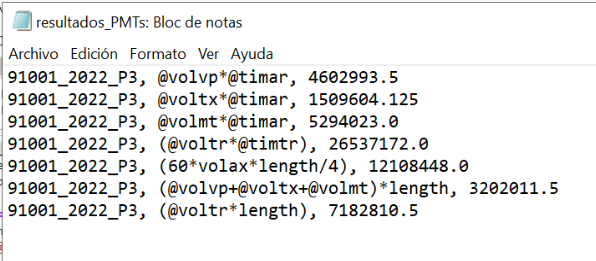 resultados_PMTs: Bloc de notas
Archivo Edición Formato Ver Ayuda
91001_2022_P3, @volvp*@timar, 4602993.5
91001_2022_P3, @voltx*@timar, 1509604.125
91001_2022_P3, @volmt*@timar, 5294023.0
91001_2022_P3, (@voltr*@timtr), 26537172.0
91001_2022_P3, (60*volax*length/4), 12108448.0
91001_2022_P3, (@volvp+@voltx+@volmt)*length, 3202011.5
91001_2022_P3, (@voltr*length), 7182810.5